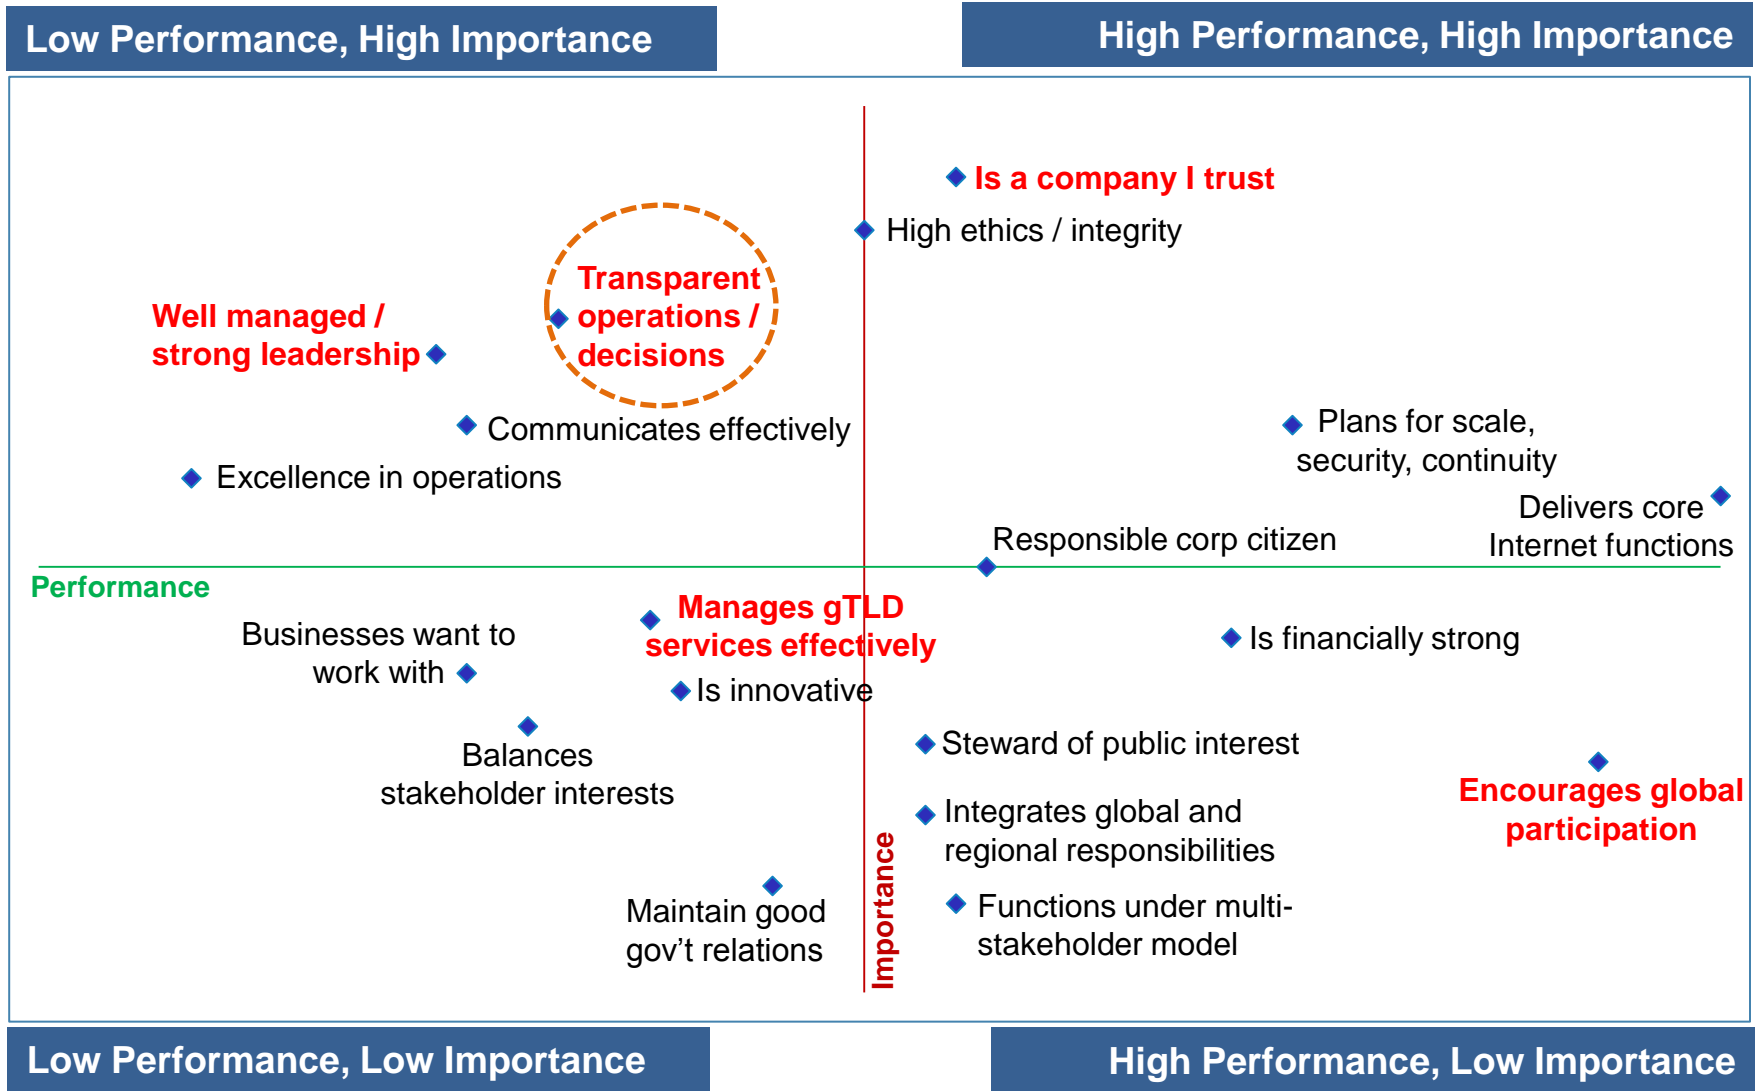 Low Performance, High Importance
High Performance, High Importance
Is a company I trust
High ethics / integrity
Transparent
operations /
decisions
Well managed /
strong leadership
Communicates effectively
Excellence in operations
Plans for scale,
security, continuity
Delivers core
Internet functions
Responsible corp citizen
Performance
Manages gTLD
services effectively
Businesses want to
work with
Is innovative
Is financially strong
Balances
stakeholder interests
Steward of public interest
Encourages global
participation
Integrates global and
regional responsibilities
Importance
Maintain good
gov’t relations
Functions under multi-
stakeholder model
Low Performance, Low Importance
High Performance, Low Importance